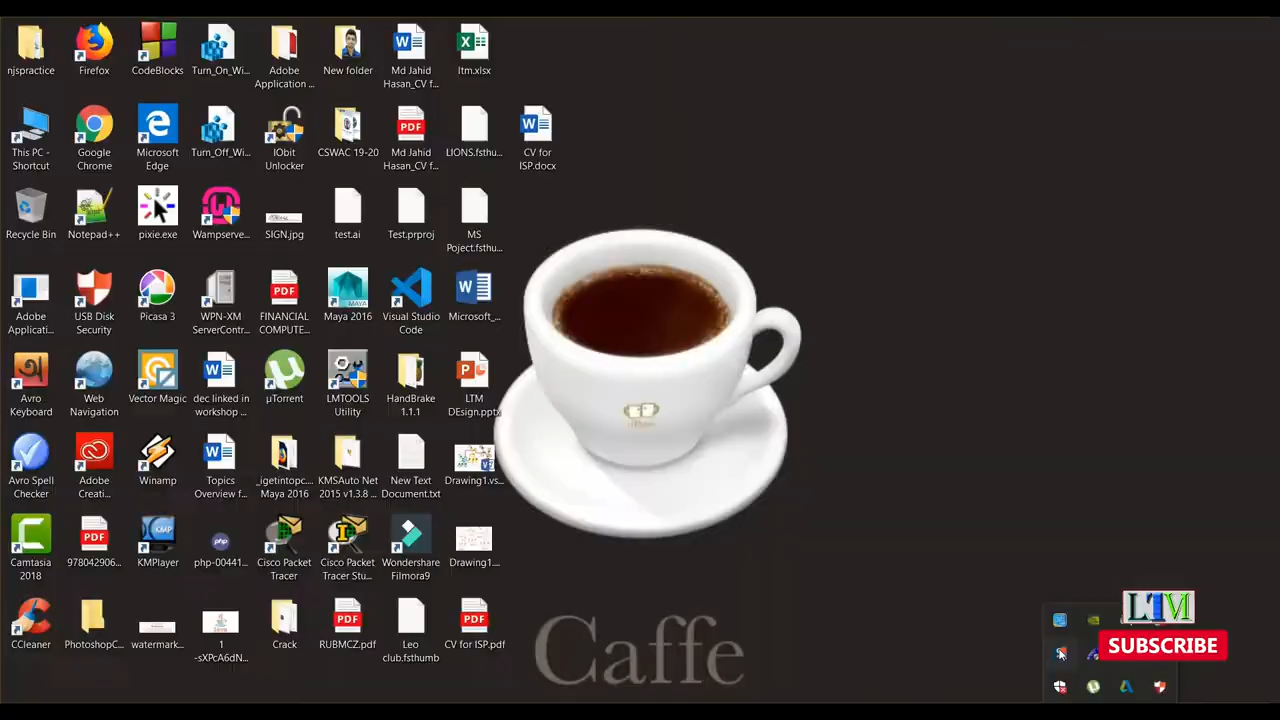 njspractice
Firefox
CodeBlocks
Turn_On_Wi...
Adobe
Application ...
New folder
Md Jahid
Hasan_CV f...
ltm.xlsx
This PC -
Shortcut
Google
Chrome
Microsoft
Edge
Turn_Off_Wi...
IObit
Unlocker
CSWAC 19-20
PDF
Md Jahid
Hasan_CV f...
LIONS.fsthu...
CV for
ISP.docx
Recycle Bin
Notepad++
pixie.exe
Wampserve...
SIGN.jpg
test.ai
Test.prproj
MS
Poject.fsthu...
Adobe
Applicati...
USB Disk
Security
Picasa 3
WPN-XM
ServerContr...
PDF
FINANCIAL
COMPUTE...
MAYA
Maya 2016
Visual Studio
Code
Microsoft_...
Avro
Keyboard
Web
Navigation
Vector Magic
dec linked in
workshop ...
µTorrent
LMTOOLS
Utility
HandBrake
1.1.1
LTM
DEsign.pptx
Avro Spell
Checker
Adobe
Creati...
Winamp
Topics
Overview f...
_igetintopc....
Maya 2016
KMSAuto Net
2015 v1.3.8 ...
New Text
Document.txt
Drawing1.vs...
Camtasia
2018
PDF
978042906...
KMPlayer
php
php-00441...
Cisco Packet
Tracer
Cisco Packet
Tracer Stu...
Wondershare
Filmora9
Drawing1....
CCleaner
PhotoshopC...
watermark...
1
-sXPcA6dN...
Crack
PDF
RUBMCZ.pdf
Leo
club.fsthumb
PDF
CV for ISP.pdf
Caffe
LTM
SUBSCRIBE